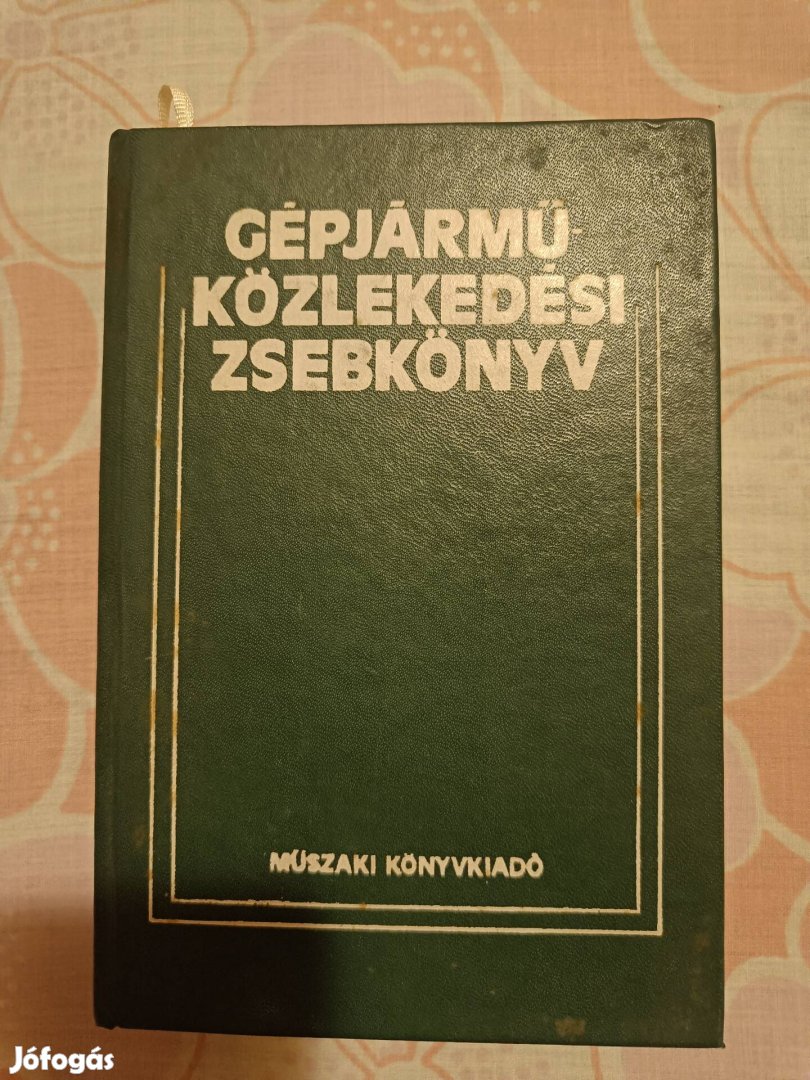 GÉPJÁRMŰ-
KÖZLEKEDÉSI
ZSEBKÖNYV
MŰSZAKI KÖNYVKIADÓ
Jófogás